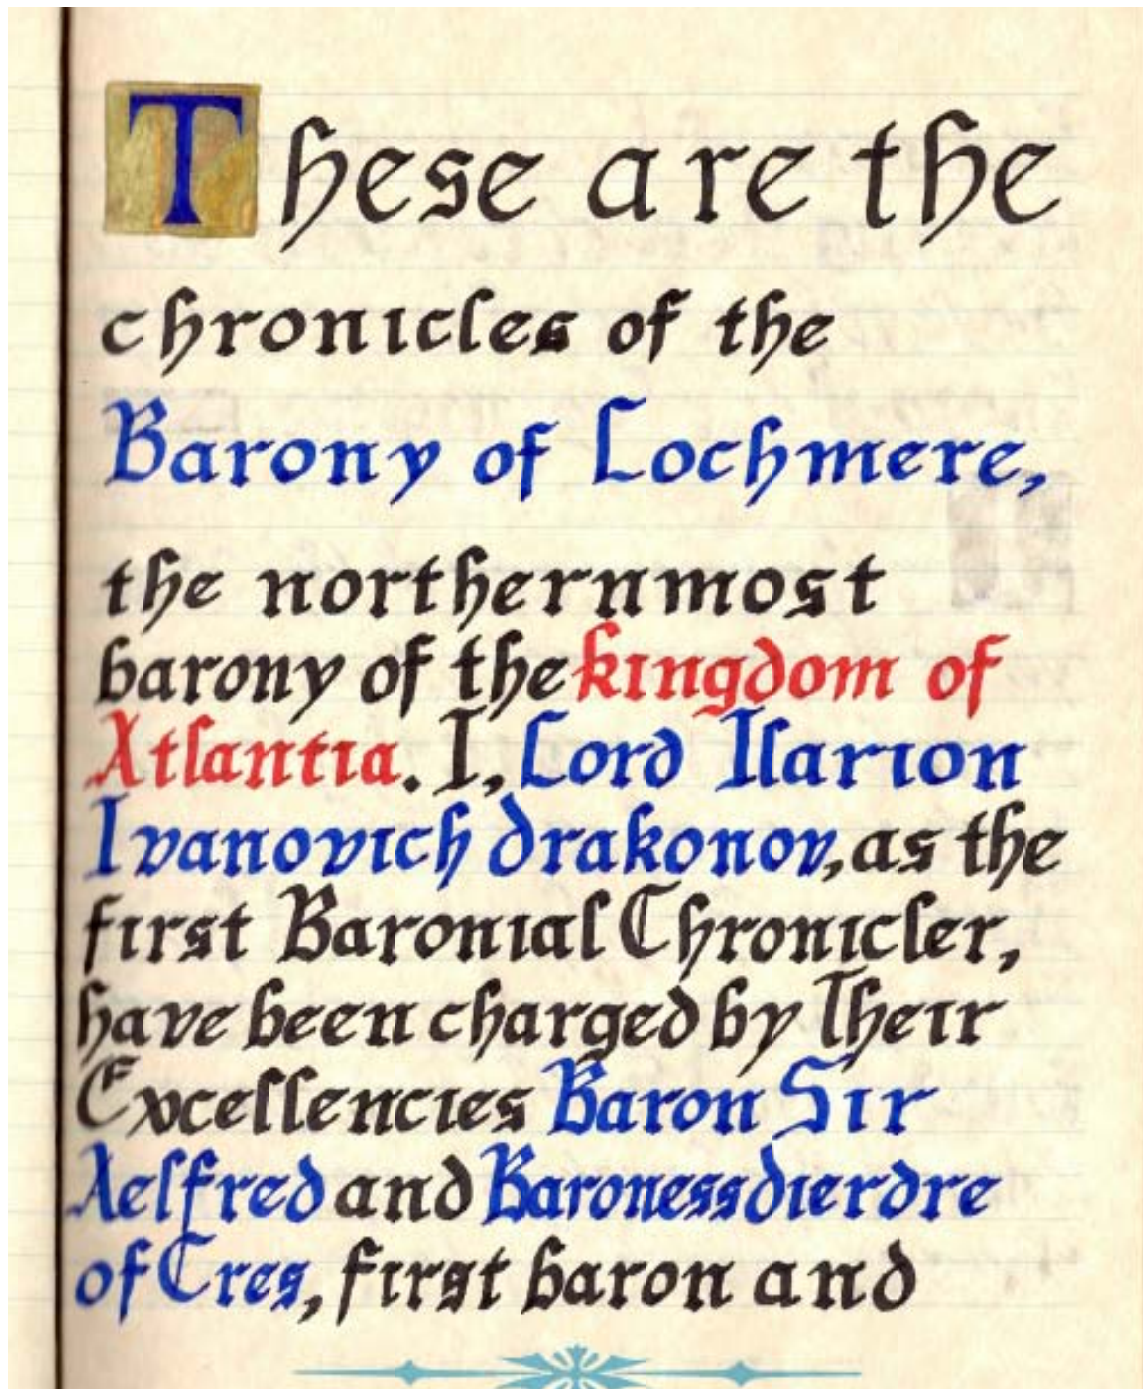 These are the
chronicles of the
Barony of Lochmere,
the northernmost
barony of the kingdom of
Atlantia. I, Lord Ilarion
Ivanovich drakonov, as the
first Baronial Chronicler,
have been charged by Their
Excellencies Baron Sir
Aelfred and Baroness dierdre
of Cres, first baron and